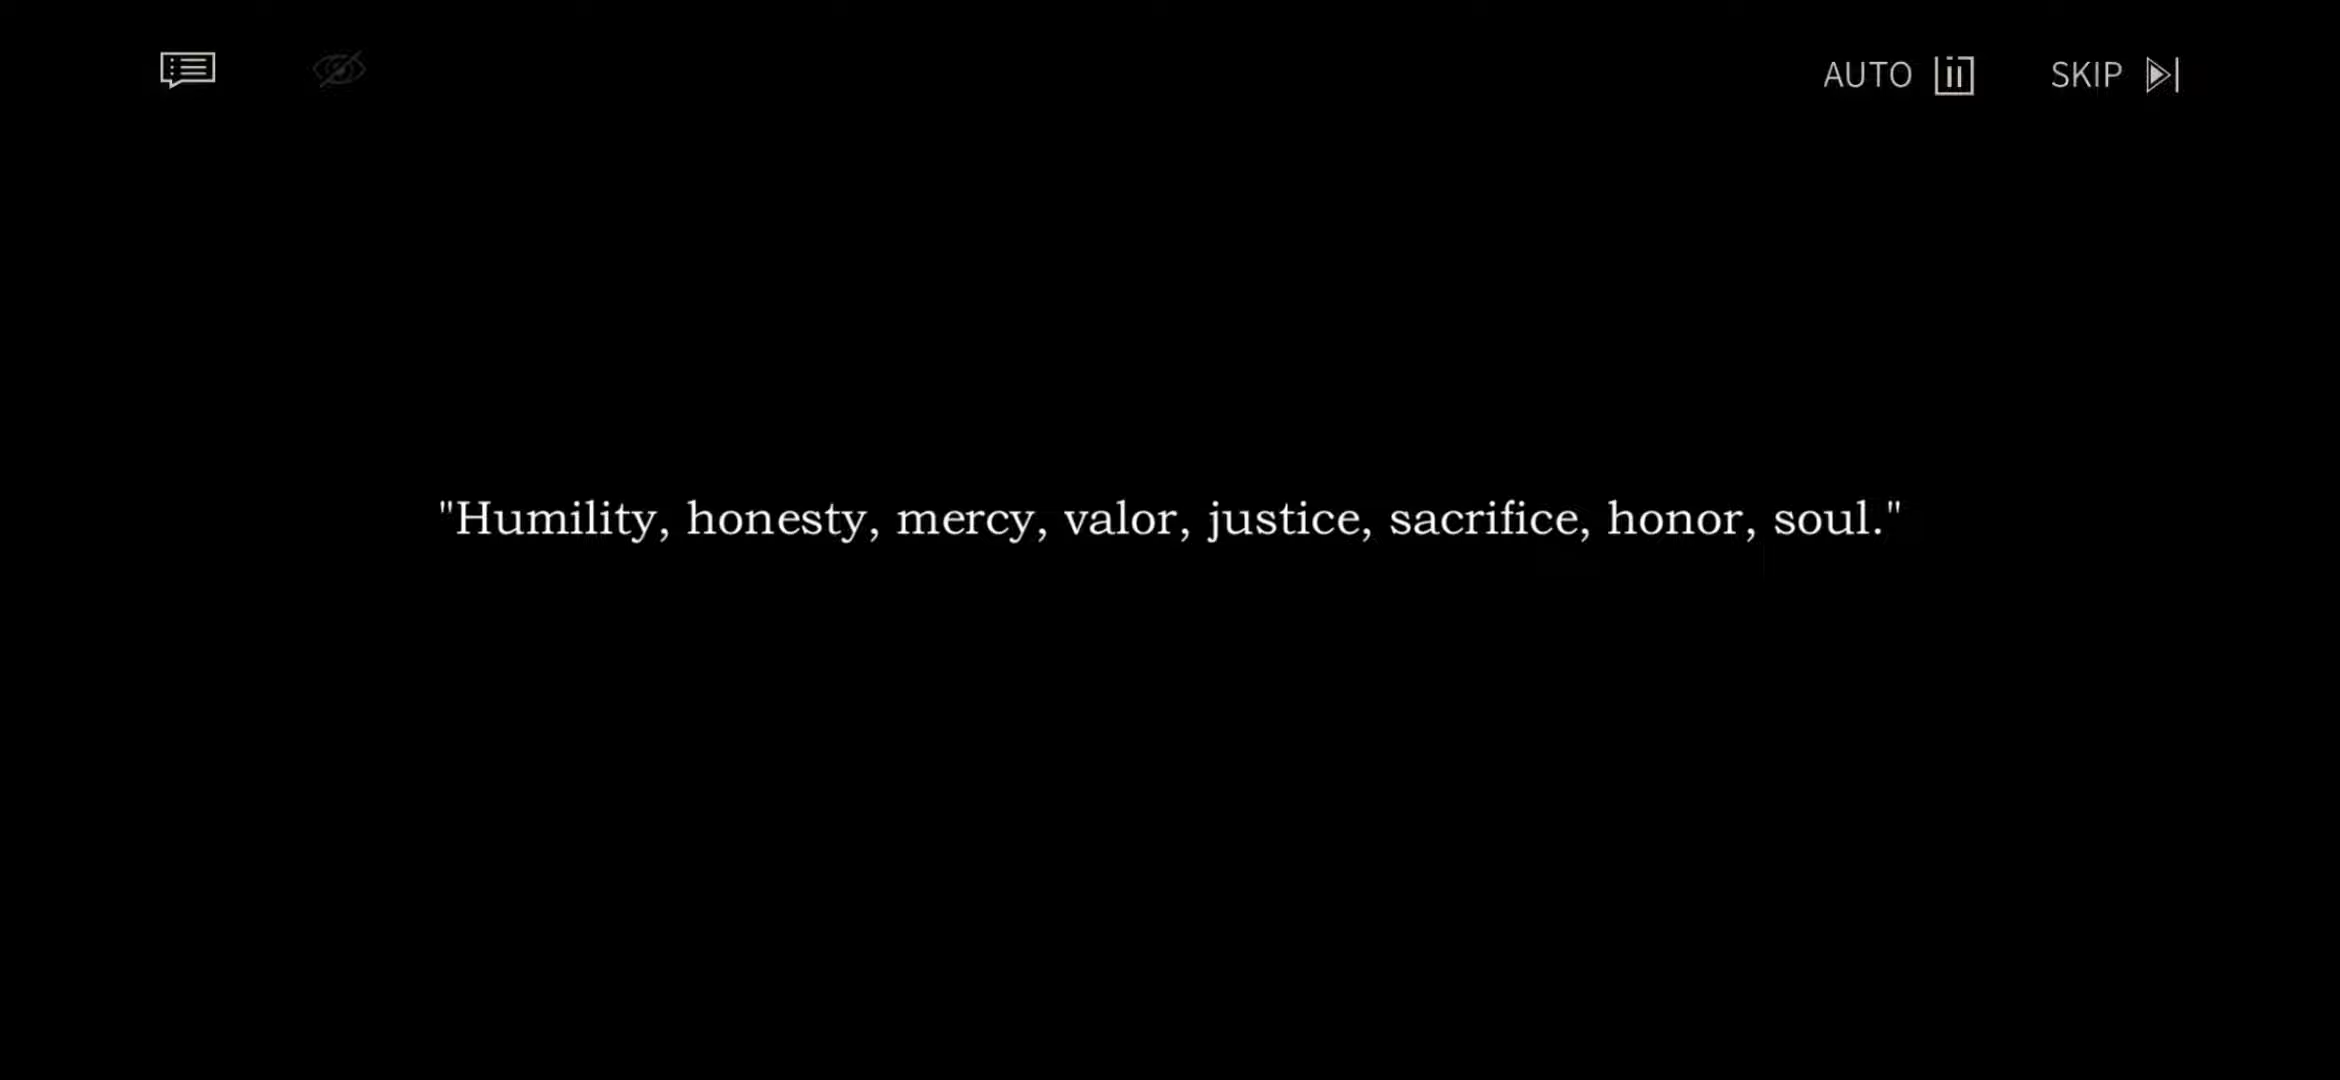 AUTO SKIP
"Humility, honesty, mercy, valor, justice, sacrifice, honor, soul."